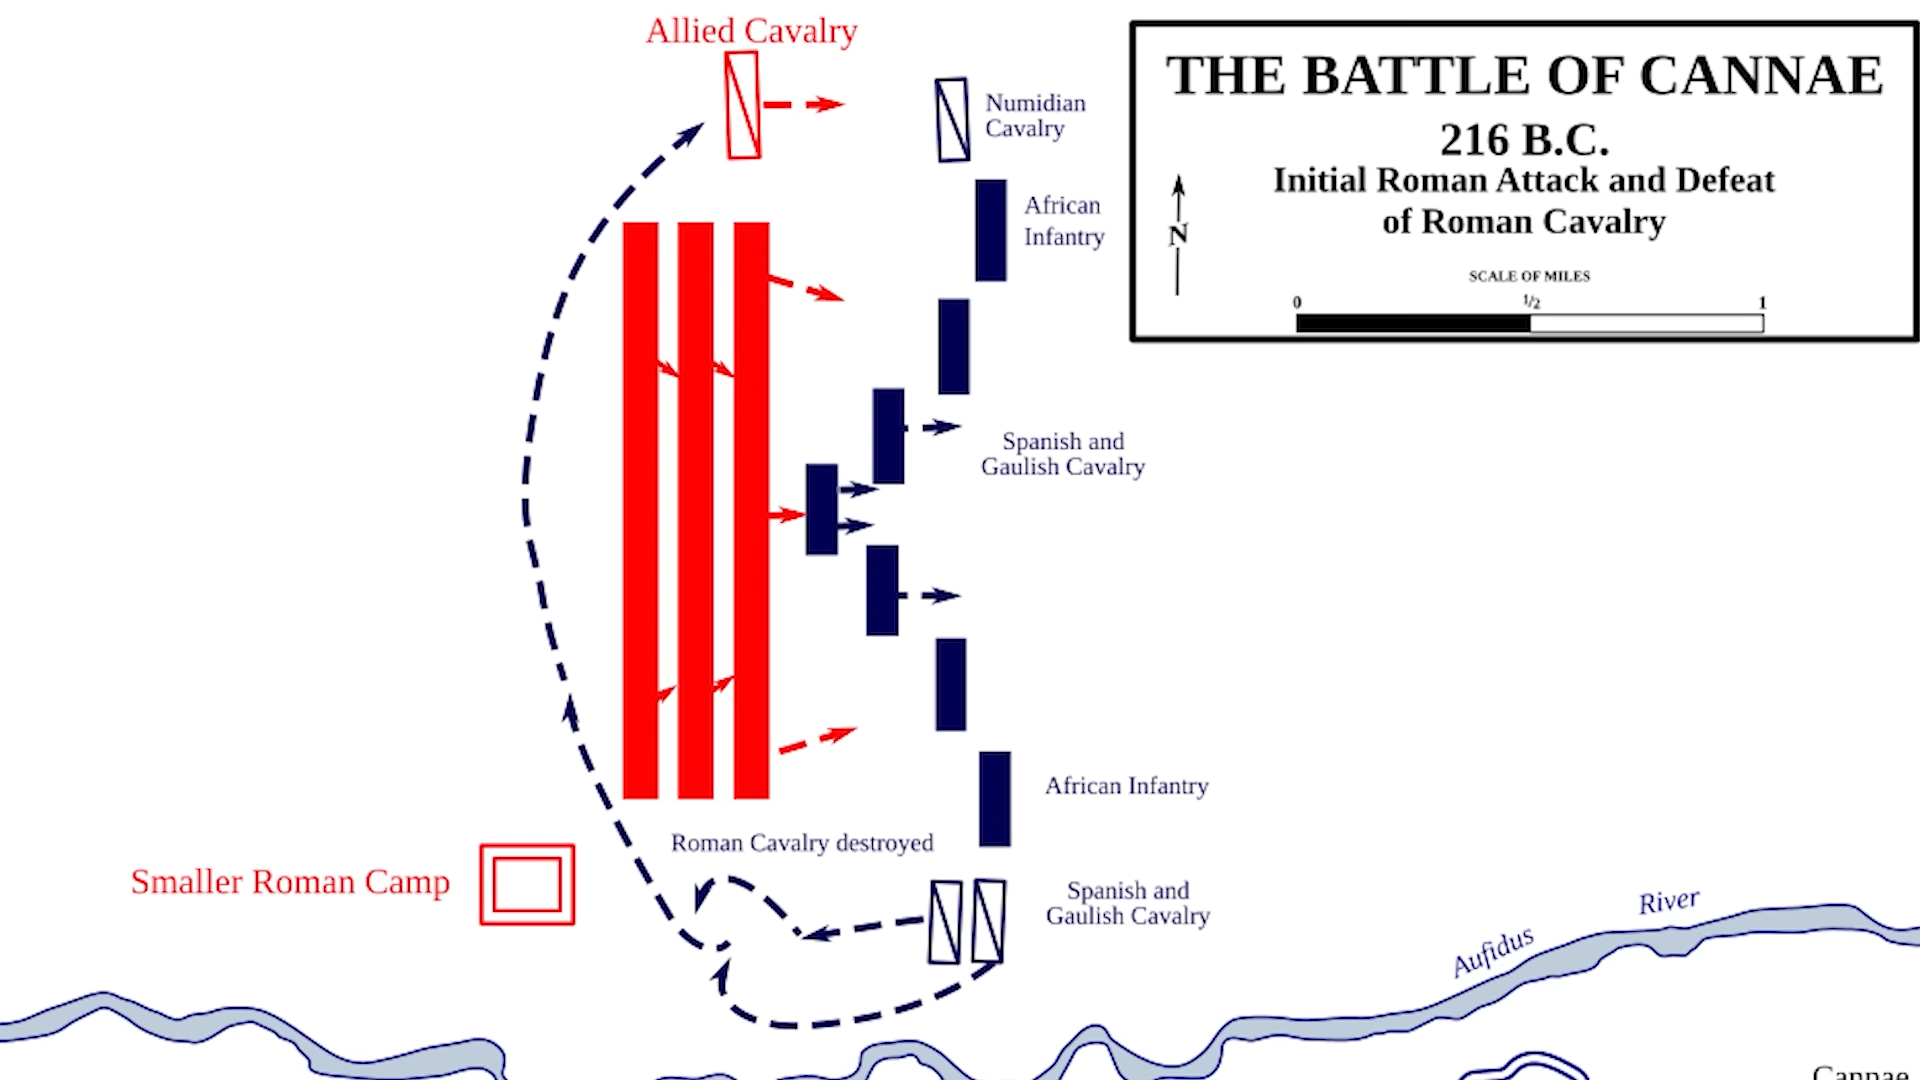 Allied Cavalry
THE BATTLE OF CANNAE
216 B.C.
Initial Roman Attack and Defeat
of Roman Cavalry
N
SCALE OF MILES
0 1/2 1
Numidian
Cavalry
African
Infantry
Spanish and
Gaulish Cavalry
African Infantry
Roman Cavalry destroyed
Smaller Roman Camp
Spanish and
Gaulish Cavalry
Aufidus River
Cannae